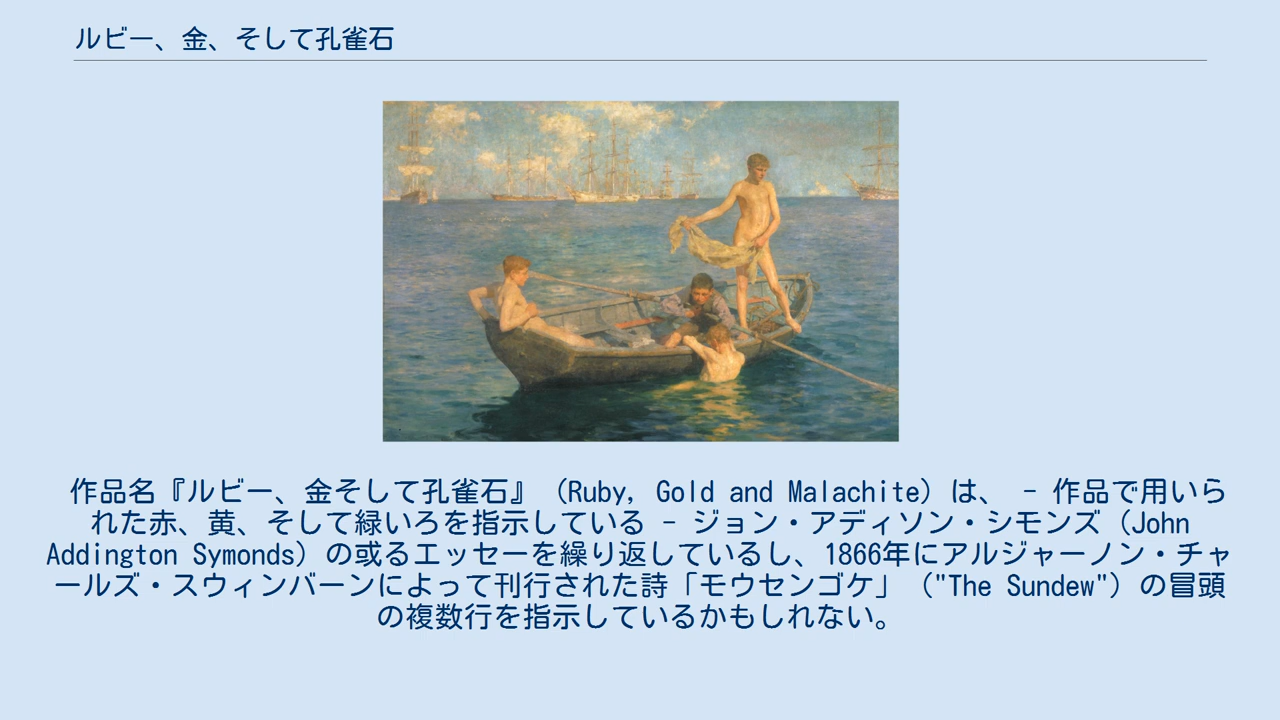 ルビー、金、そして孔雀石
作品名『ルビー、金そして孔雀石』（Ruby, Gold and Malachite）は、 - 作品で用いら
れた赤、黄、そして緑いろを指示している - ジョン・アディソン・シモンズ（John
Addington Symonds）の或るエッセーを繰り返しているし、1866年にアルジャーノン・チャ
ールズ・スウィンバーンによって刊行された詩「モウセンゴケ」（"The Sundew"）の冒頭
の複数行を指示しているかもしれない。